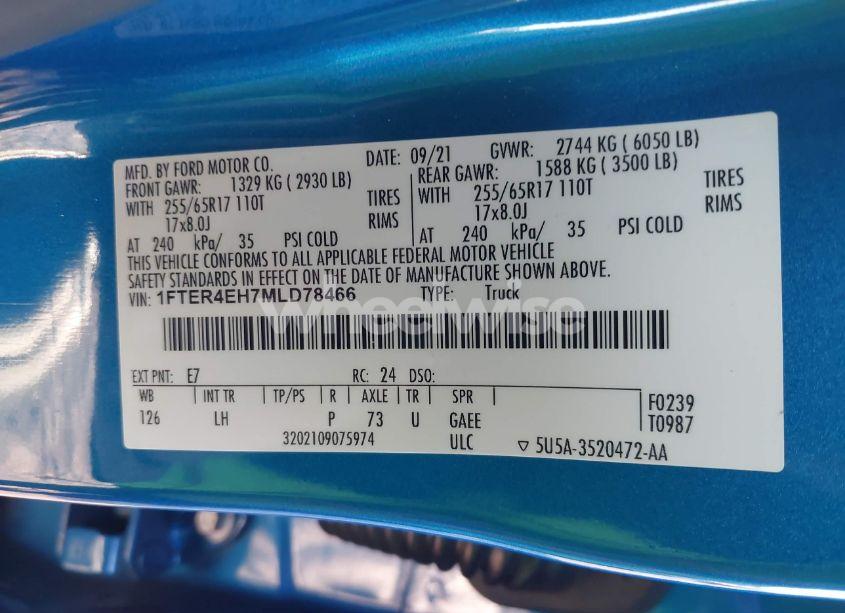 MFD. BY FORD MOTOR CO. DATE: 09/21 GVWR: 2744 KG ( 6050 LB)
FRONT GAWR: 1329 KG ( 2930 LB) REAR GAWR: 1588 KG ( 3500 LB)
WITH 255/65R17 110T TIRES WITH 255/65R17 110T TIRES
17x8.0J RIMS 17x8.0J RIMS
AT 240 kPa/ 35 PSI COLD AT 240 kPa/ 35 PSI COLD
THIS VEHICLE CONFORMS TO ALL APPLICABLE FEDERAL MOTOR VEHICLE
SAFETY STANDARDS IN EFFECT ON THE DATE OF MANUFACTURE SHOWN ABOVE.
VIN: 1FTER4EH7MLD78466 TYPE: Truck
Wheelwise
EXT PNT: E7 RC: 24 DSO:
WB INT TR TP/PS R AXLE TR SPR F0239
126 LH P 73 U GAEE T0987
3202109075974 ULC ▽ 5U5A-3520472-AA